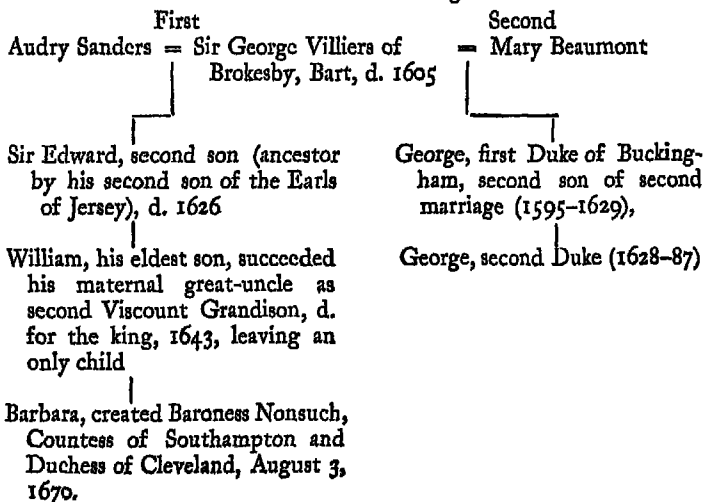 First Second
Audry Sanders = Sir George Villiers of = Mary Beaumont
Brokesby, Bart, d. 1605
Sir Edward, second son (ancestor
by his second son of the Earls
of Jersey), d. 1626
William, his eldest son, succeeded
his maternal great-uncle as
second Viscount Grandison, d.
for the king, 1643, leaving an
only child
Barbara, created Baroness Nonsuch,
Countess of Southampton and
Duchess of Cleveland, August 3,
1670.
George, first Duke of Bucking-
ham, second son of second
marriage (1595–1629),
George, second Duke (1628–87)